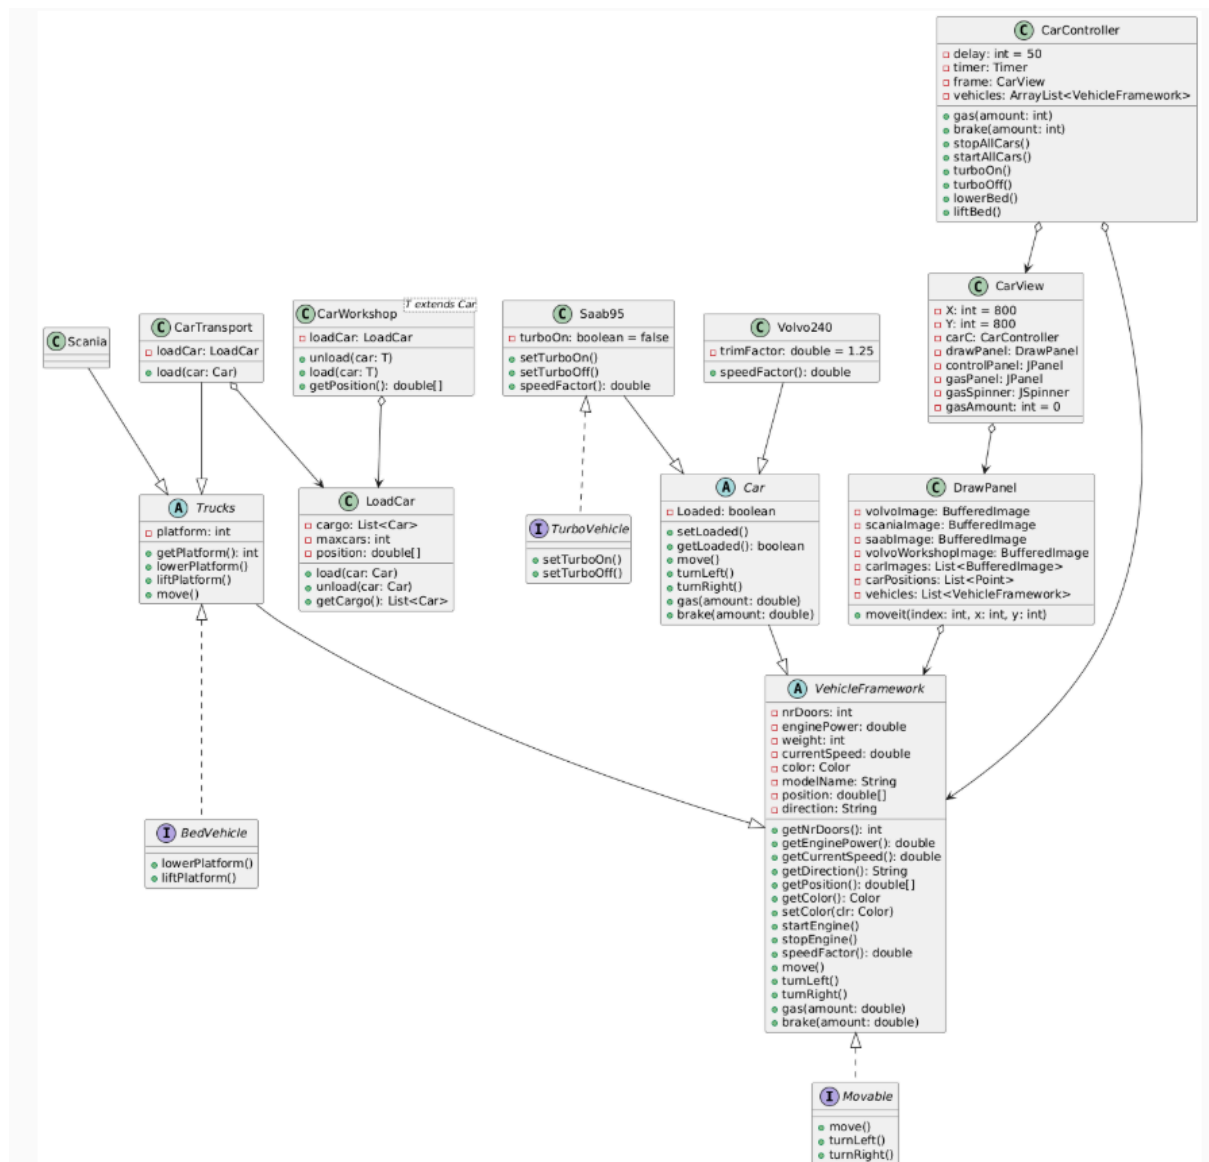 C CarController
delay: int = 50
timer: Timer
frame: CarView
vehicles: ArrayList<VehicleFramework>
gas(amount: int)
brake(amount: int)
stopAllCars()
startAllCars()
turboOn()
turboOff()
lowerBed()
liftBed()
C CarView
X: int = 800
Y: int = 800
carC: CarController
drawPanel: DrawPanel
controlPanel: JPanel
gasPanel: JPanel
gasSpinner: JSpinner
gasAmount: int = 0
C Scania
C CarTransport
loadCar: LoadCar
load(car: Car)
C CarWorkshop
T extends Car
loadCar: LoadCar
unload(car: T)
load(car: T)
getPosition(): double[]
C Saab95
turboOn: boolean = false
setTurboOn()
setTurboOff()
speedFactor(): double
C Volvo240
trimFactor: double = 1.25
speedFactor(): double
A Trucks
platform: int
getPlatform(): int
lowerPlatform()
liftPlatform()
move()
C LoadCar
cargo: List<Car>
maxcars: int
position: double[]
load(car: Car)
unload(car: Car)
getCargo(): List<Car>
I TurboVehicle
setTurboOn()
setTurboOff()
A Car
Loaded: boolean
setLoaded()
getLoaded(): boolean
move()
turnLeft()
turnRight()
gas(amount: double)
brake(amount: double)
C DrawPanel
volvoImage: BufferedImage
scaniaImage: BufferedImage
saabImage: BufferedImage
volvoWorkshopImage: BufferedImage
carImages: List<BufferedImage>
carPositions: List<Point>
vehicles: List<VehicleFramework>
moveit(index: int, x: int, y: int)
A VehicleFramework
nrDoors: int
enginePower: double
weight: int
currentSpeed: double
color: Color
modelName: String
position: double[]
direction: String
getNrDoors(): int
getEnginePower(): double
getCurrentSpeed(): double
getDirection(): String
getPosition(): double[]
getColor(): Color
setColor(clr: Color)
startEngine()
stopEngine()
speedFactor(): double
move()
turnLeft()
turnRight()
gas(amount: double)
brake(amount: double)
I BedVehicle
lowerPlatform()
liftPlatform()
I Movable
move()
turnLeft()
turnRight()